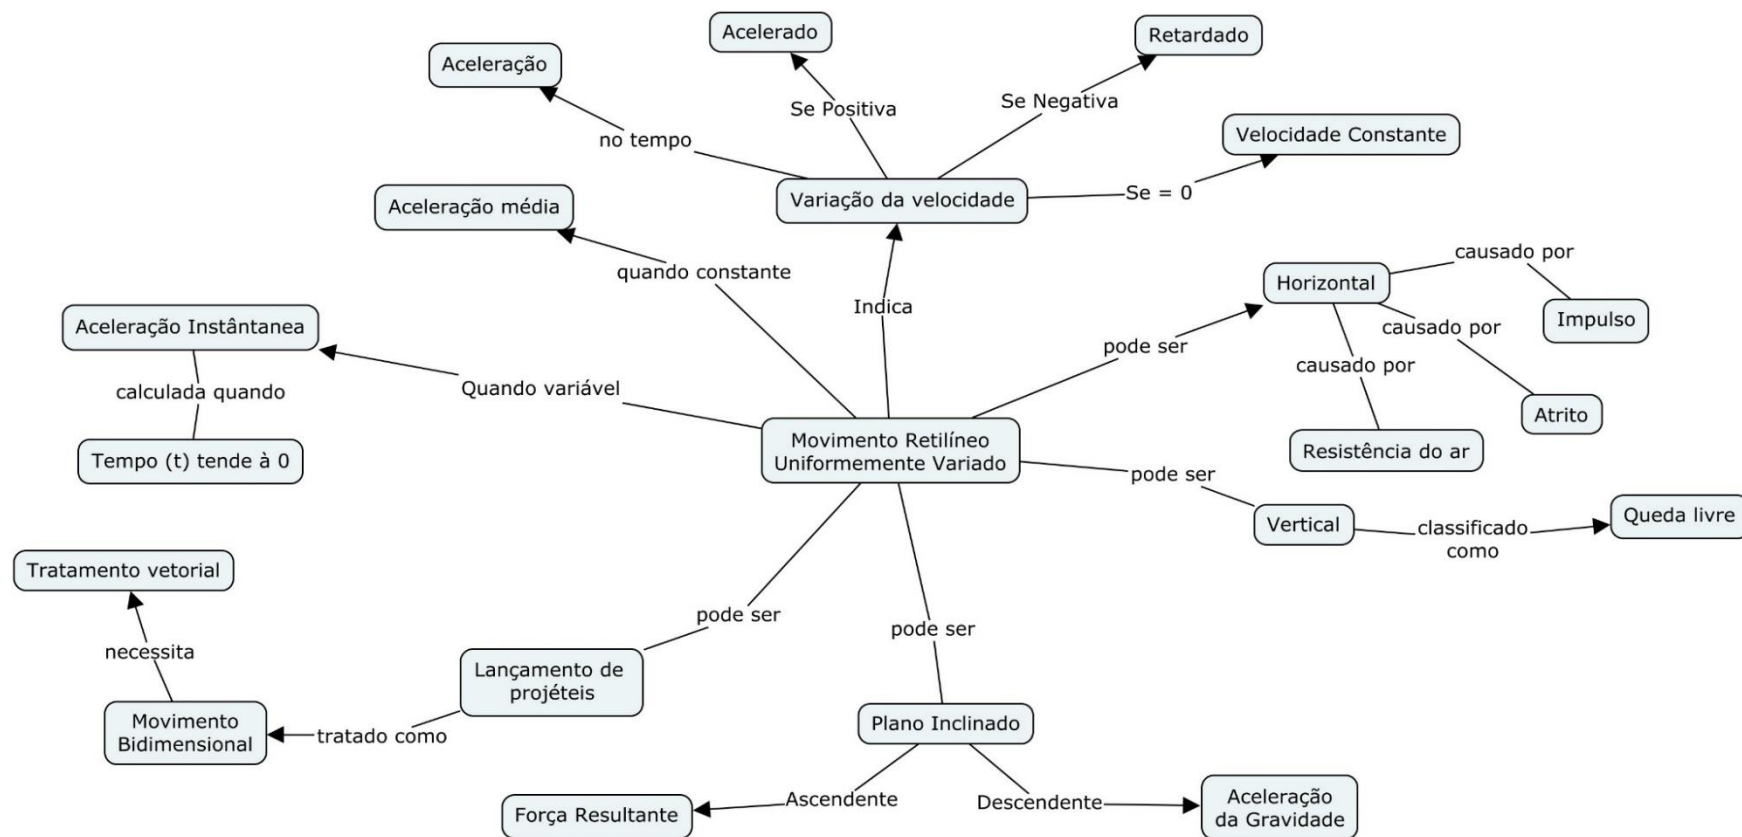 Acelerado
Retardado
Aceleração
Se Positiva
Se Negativa
no tempo
Velocidade Constante
Variação da velocidade
Se = 0
Aceleração média
quando constante
Indica
Horizontal
causado por
Impulso
causado por
Atrito
causado por
Resistência do ar
pode ser
Aceleração Instântanea
calculada quando
Tempo (t) tende à 0
Quando variável
Movimento Retilíneo
Uniformemente Variado
pode ser
Vertical
classificado
como
Queda livre
Tratamento vetorial
necessita
Movimento
Bidimensional
tratado como
Lançamento de
projéteis
pode ser
pode ser
Plano Inclinado
Ascendente
Força Resultante
Descendente
Aceleração
da Gravidade